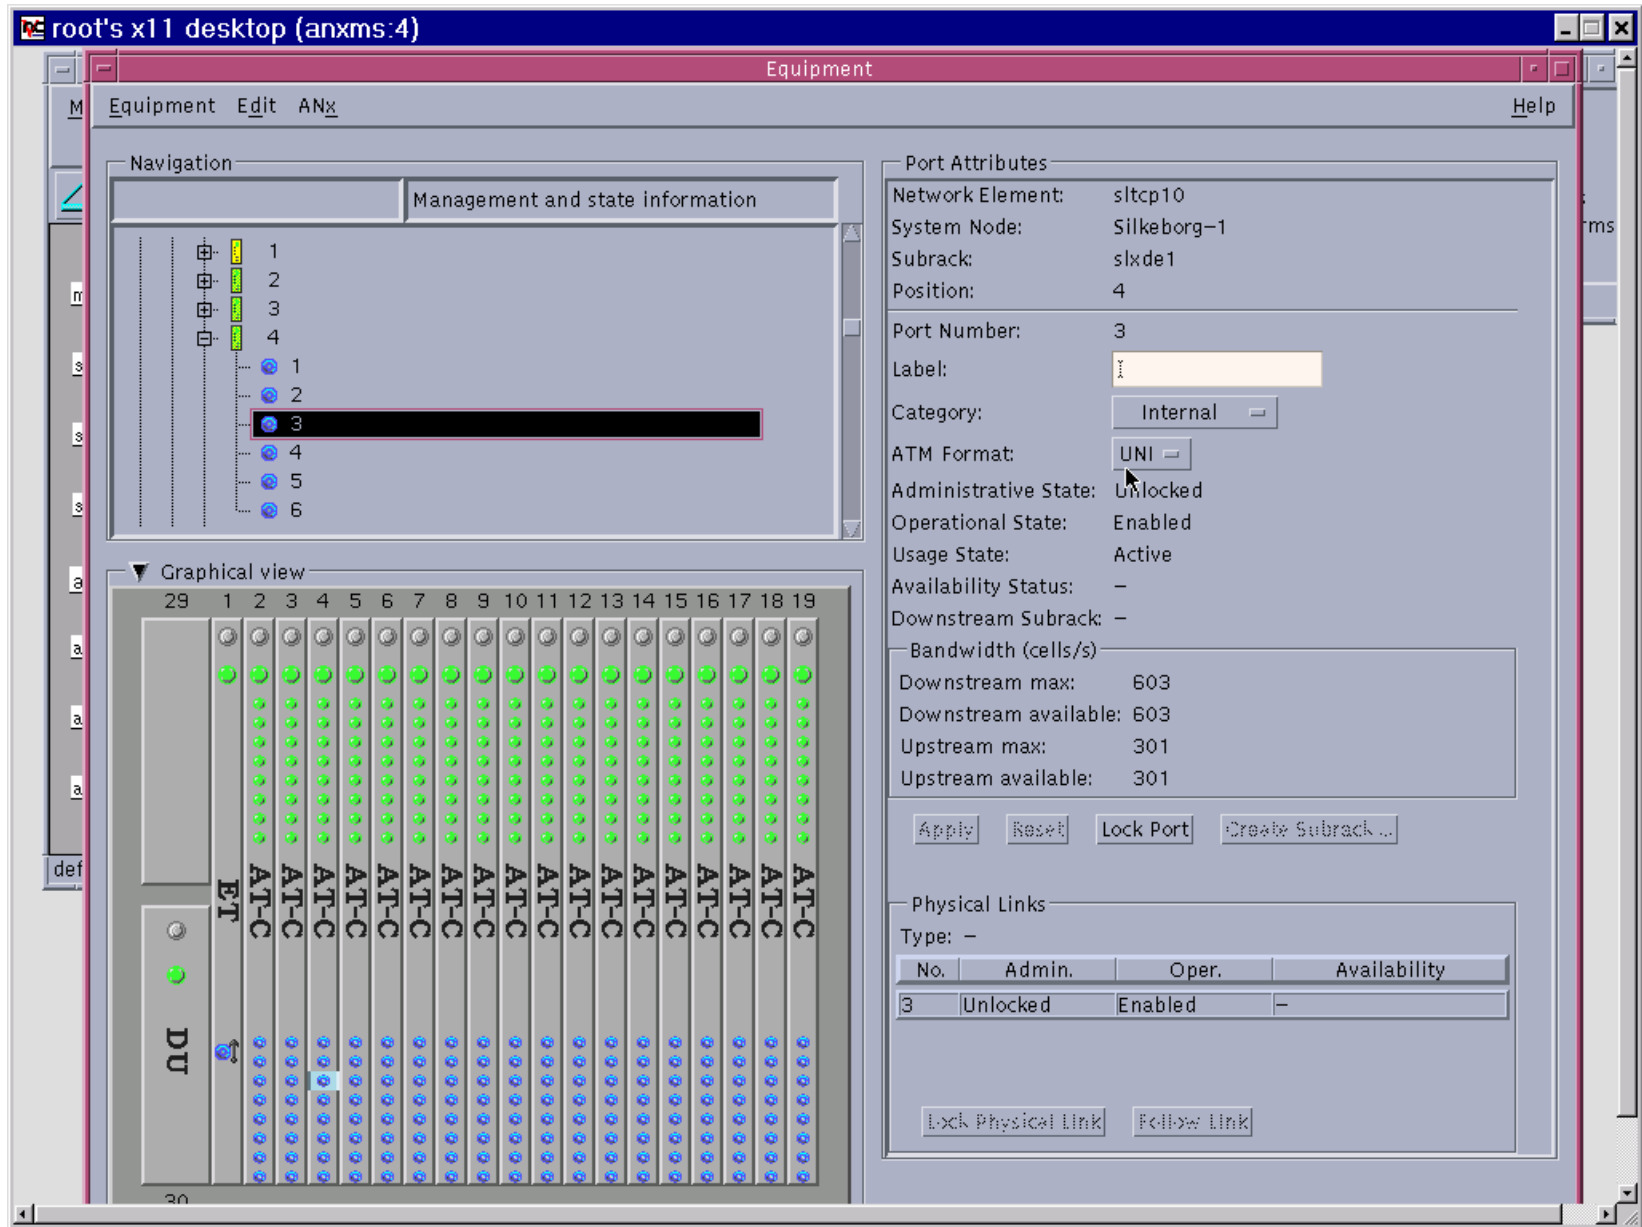 root's x11 desktop (anxms:4)
Equipment
Equipment Edit ANx Help
Navigation
Management and state information
1
2
3
4
1
2
3
4
5
6
Graphical view
29 1 2 3 4 5 6 7 8 9 10 11 12 13 14 15 16 17 18 19
ET AT-C AT-C AT-C AT-C AT-C AT-C AT-C AT-C AT-C AT-C AT-C AT-C AT-C AT-C AT-C AT-C AT-C AT-C
DU
30
Port Attributes
Network Element: sltcp10
System Node: Silkeborg-1
Subrack: slxde1
Position: 4
Port Number: 3
Label:
Category: Internal
ATM Format: UNI
Administrative State: Unlocked
Operational State: Enabled
Usage State: Active
Availability Status: -
Downstream Subrack: -
Bandwidth (cells/s)
Downstream max: 603
Downstream available: 603
Upstream max: 301
Upstream available: 301
Apply Reset Lock Port Create Subrack ...
Physical Links
Type: -
No. Admin. Oper. Availability
3 Unlocked Enabled -
Lock Physical Link Follow Link
M
m
s
s
s
a
a
a
a
def
rms